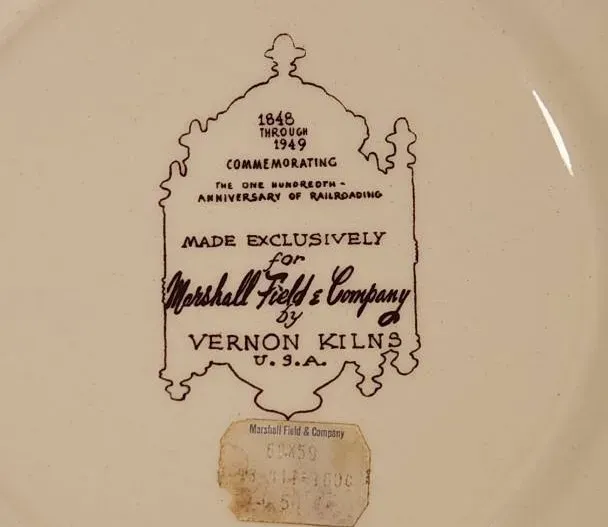 1848
THROUGH
1949
COMMEMORATING
THE ONE HUNDREDTH-
ANNIVERSARY OF RAILROADING
MADE EXCLUSIVELY
for
Marshall Field & Company
by
VERNON KILNS
U.S.A.
Marshall Field & Company